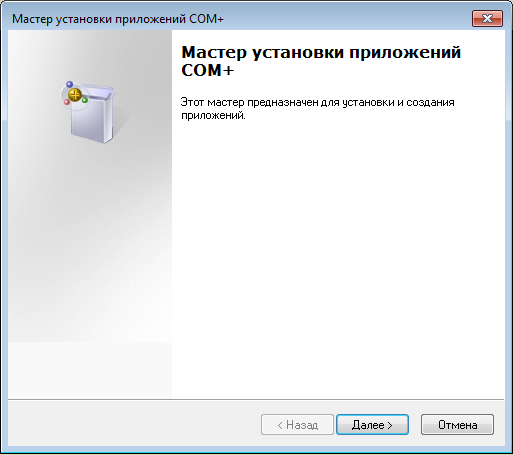 Мастер установки приложений COM+
Мастер установки приложений
COM+
Этот мастер предназначен для установки и создания
приложений.
< Назад
Далее >
Отмена